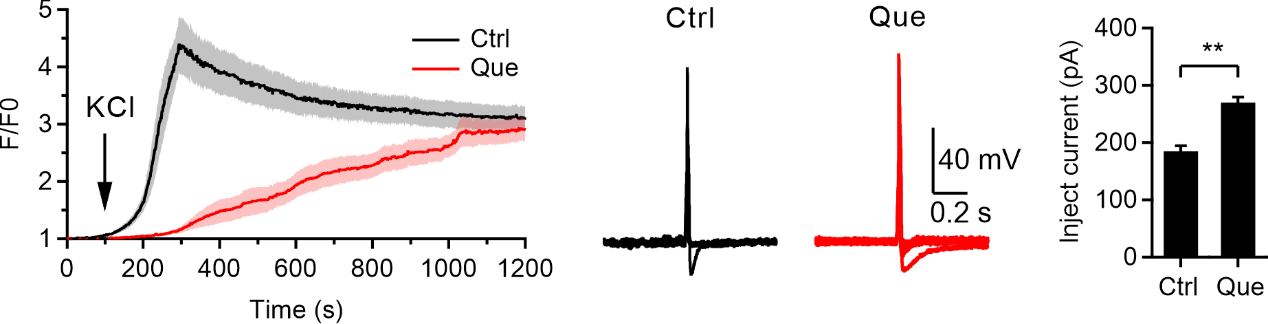 5
4
3
2
1
F/F0
KCl
Ctrl
Que
0 200 400 600 800 1000 1200
Time (s)
Ctrl Que
40 mV
0.2 s
400
300
200
100
0
Inject current (pA)
**
Ctrl Que